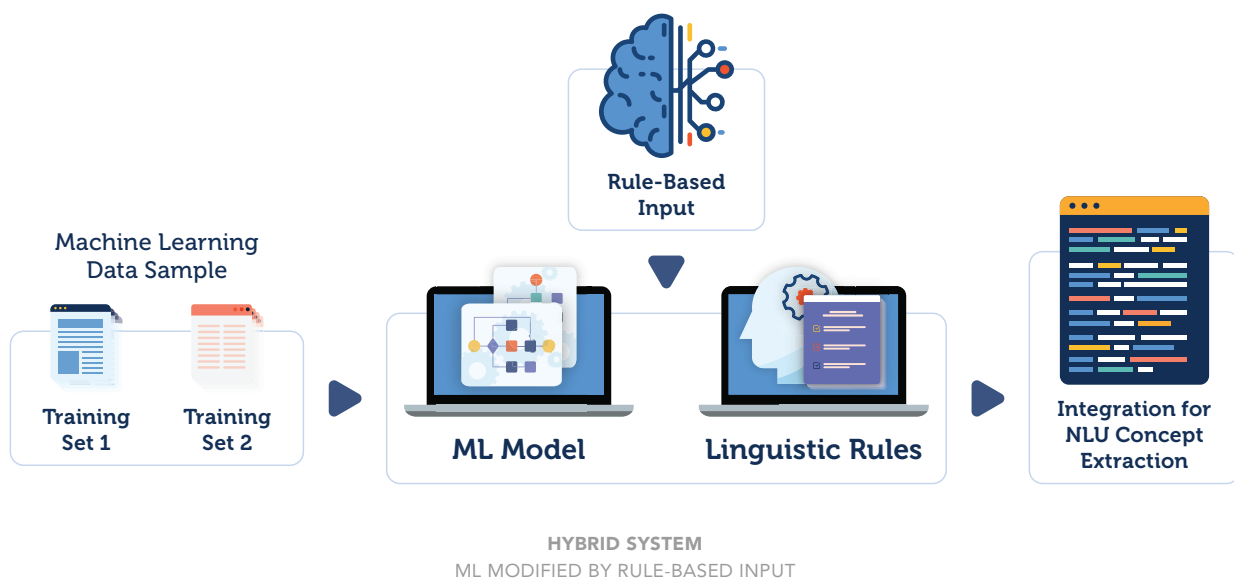 Rule-Based
Input
Machine Learning
Data Sample
Training
Set 1
Training
Set 2
ML Model
Linguistic Rules
Integration for
NLU Concept
Extraction
HYBRID SYSTEM
ML MODIFIED BY RULE-BASED INPUT